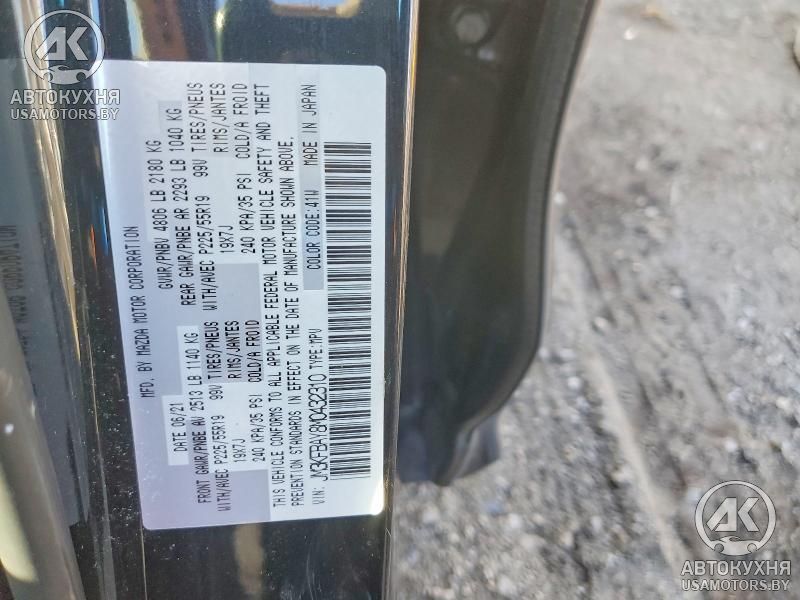 MFD. BY MAZDA MOTOR CORPORATION
DATE 06/21 GVWR/PNBV 4806 LB 2180 KG
FRONT GAWR/PNBE AV 2513 LB 1140 KG REAR GAWR/PNBE AR 2293 LB 1040 KG
WITH/AVEC P225/55R19 99V TIRES/PNEUS WITH/AVEC P225/55R19 99V TIRES/PNEUS
19X7J RIMS/JANTES 19X7J RIMS/JANTES
240 KPA/35 PSI COLD/A FROID 240 KPA/35 PSI COLD/A FROID
THIS VEHICLE CONFORMS TO ALL APPLICABLE FEDERAL MOTOR VEHICLE SAFETY AND THEFT
PREVENTION STANDARDS IN EFFECT ON THE DATE OF MANUFACTURE SHOWN ABOVE.
VIN: JM3KFBAY8N0432310 TYPE:MPV COLOR CODE:41W MADE IN JAPAN
АК
АВТОКУХНЯ
USAMOTORS.BY
АК
АВТОКУХНЯ
USAMOTORS.BY